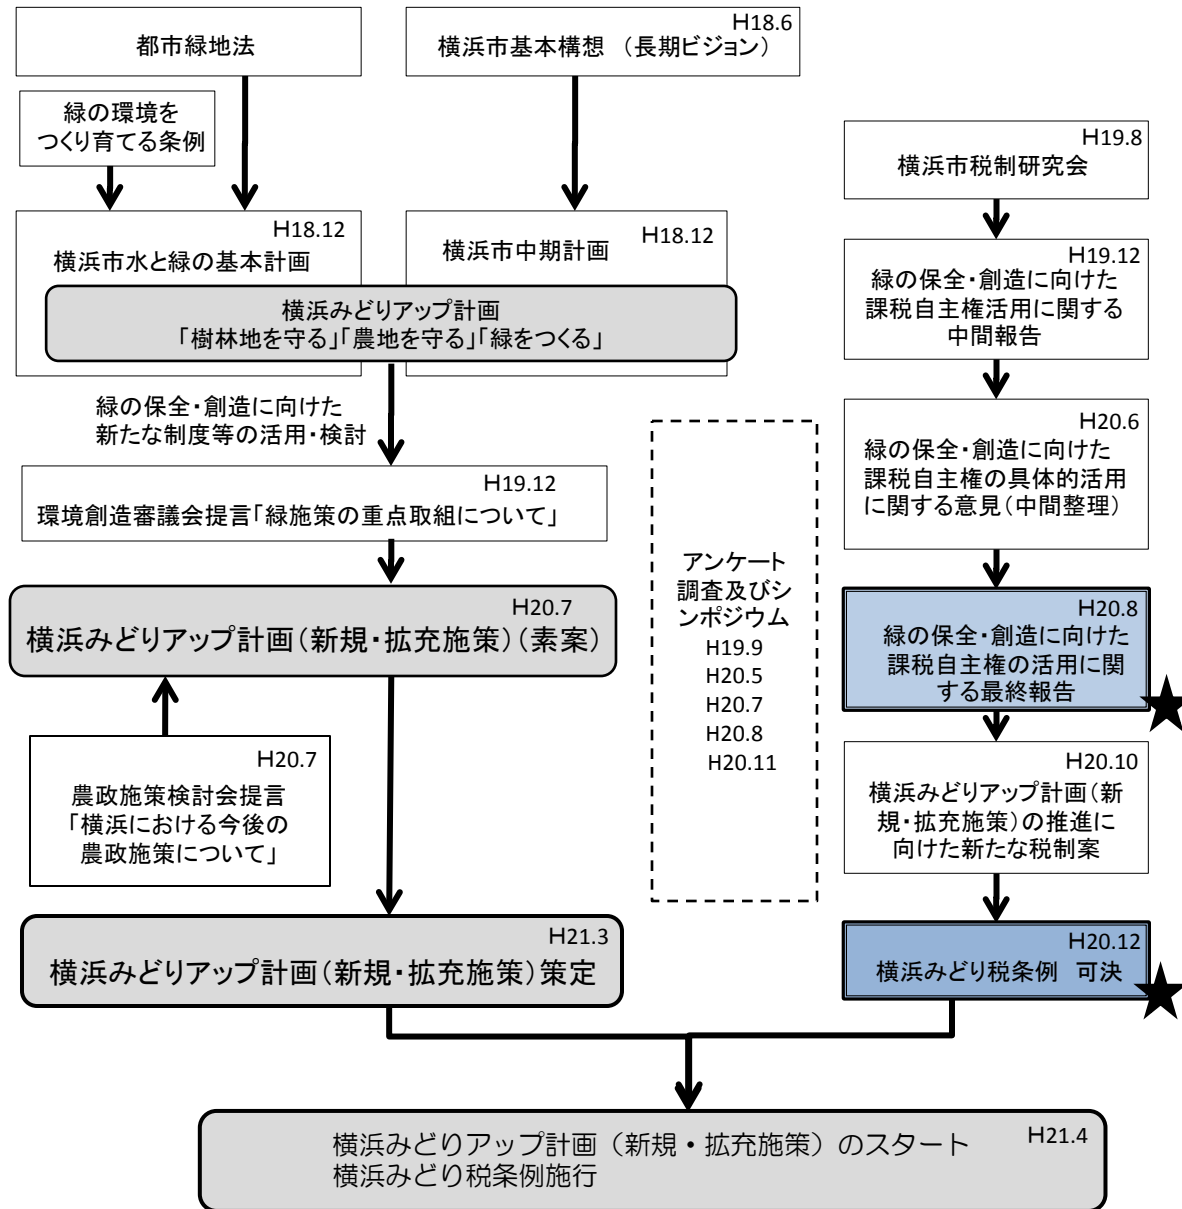 都市緑地法
H18.6
横浜市基本構想　（長期ビジョン）
緑の環境を
つくり育てる条例
H18.12
横浜市水と緑の基本計画
H18.12
横浜市中期計画
横浜みどりアップ計画
「樹林地を守る」「農地を守る」「緑をつくる」
緑の保全・創造に向けた
新たな制度等の活用・検討
H19.12
環境創造審議会提言「緑施策の重点取組について」
H20.7
横浜みどりアップ計画（新規・拡充施策）（素案）
H20.7
農政施策検討会提言
「横浜における今後の
農政施策について」
H21.3
横浜みどりアップ計画（新規・拡充施策）策定
アンケート
調査及びシ
ンポジウム
H19.9
H20.5
H20.7
H20.8
H20.11
H19.8
横浜市税制研究会
H19.12
緑の保全・創造に向けた
課税自主権活用に関する
中間報告
H20.6
緑の保全・創造に向けた
課税自主権の具体的活用
に関する意見（中間整理）
H20.8
緑の保全・創造に向けた
課税自主権の活用に関
する最終報告
H20.10
横浜みどりアップ計画（新
規・拡充施策）の推進に
向けた新たな税制案
H20.12
横浜みどり税条例　可決
H21.4
横浜みどりアップ計画（新規・拡充施策）のスタート
横浜みどり税条例施行